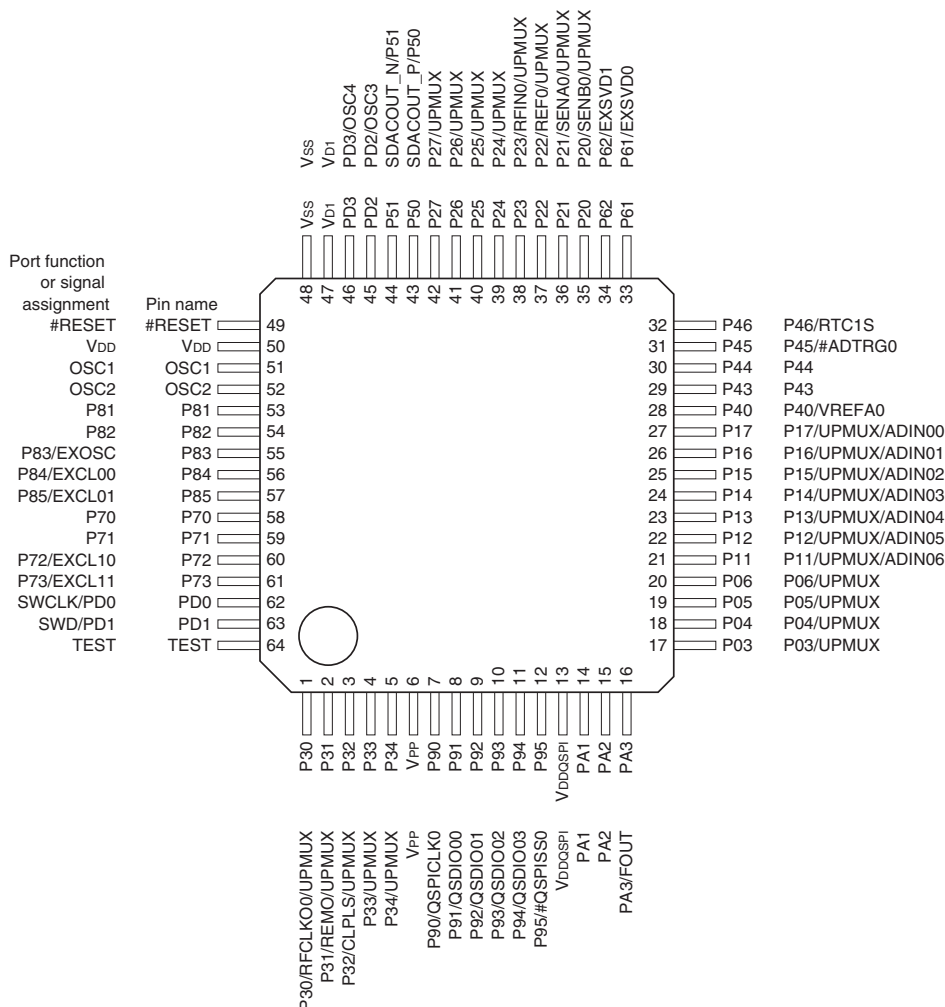 SDACOUT_N/P51
SDACOUT_P/P50
P23/RFIN0/UPMUX
P22/REF0/UPMUX
P21/SENA0/UPMUX
P20/SENB0/UPMUX
VSS
VD1
PD3/OSC4
PD2/OSC3
P27/UPMUX
P26/UPMUX
P25/UPMUX
P24/UPMUX
P62/EXSVD1
P61/EXSVD0
VSS
VD1
PD3
PD2
P51
P50
P27
P26
P25
P24
P23
P22
P21
P20
P62
P61
48 47 46 45 44 43 42 41 40 39 38 37 36 35 34 33
Port function
or signal
assignment Pin name
#RESET #RESET 49 32 P46 P46/RTC1S
VDD VDD 50 31 P45 P45/#ADTRG0
OSC1 OSC1 51 30 P44 P44
OSC2 OSC2 52 29 P43 P43
P81 P81 53 28 P40 P40/VREFA0
P82 P82 54 27 P17 P17/UPMUX/ADIN00
P83/EXOSC P83 55 26 P16 P16/UPMUX/ADIN01
P84/EXCL00 P84 56 25 P15 P15/UPMUX/ADIN02
P85/EXCL01 P85 57 24 P14 P14/UPMUX/ADIN03
P70 P70 58 23 P13 P13/UPMUX/ADIN04
P71 P71 59 22 P12 P12/UPMUX/ADIN05
P72/EXCL10 P72 60 21 P11 P11/UPMUX/ADIN06
P73/EXCL11 P73 61 20 P06 P06/UPMUX
SWCLK/PD0 PD0 62 19 P05 P05/UPMUX
SWD/PD1 PD1 63 18 P04 P04/UPMUX
TEST TEST 64 17 P03 P03/UPMUX
1 2 3 4 5 6 7 8 9 10 11 12 13 14 15 16
P30
P31
P32
P33
P34
VPP
P90
P91
P92
P93
P94
P95
VDDQSPI
PA1
PA2
PA3
P30/RFCLKO0/UPMUX
P31/REMO/UPMUX
P32/CLPLS/UPMUX
P33/UPMUX
P34/UPMUX
VPP
P90/QSPICLK0
P91/QSDIO00
P92/QSDIO01
P93/QSDIO02
P94/QSDIO03
P95/#QSPISS0
VDDQSPI
PA1
PA2
PA3/FOUT